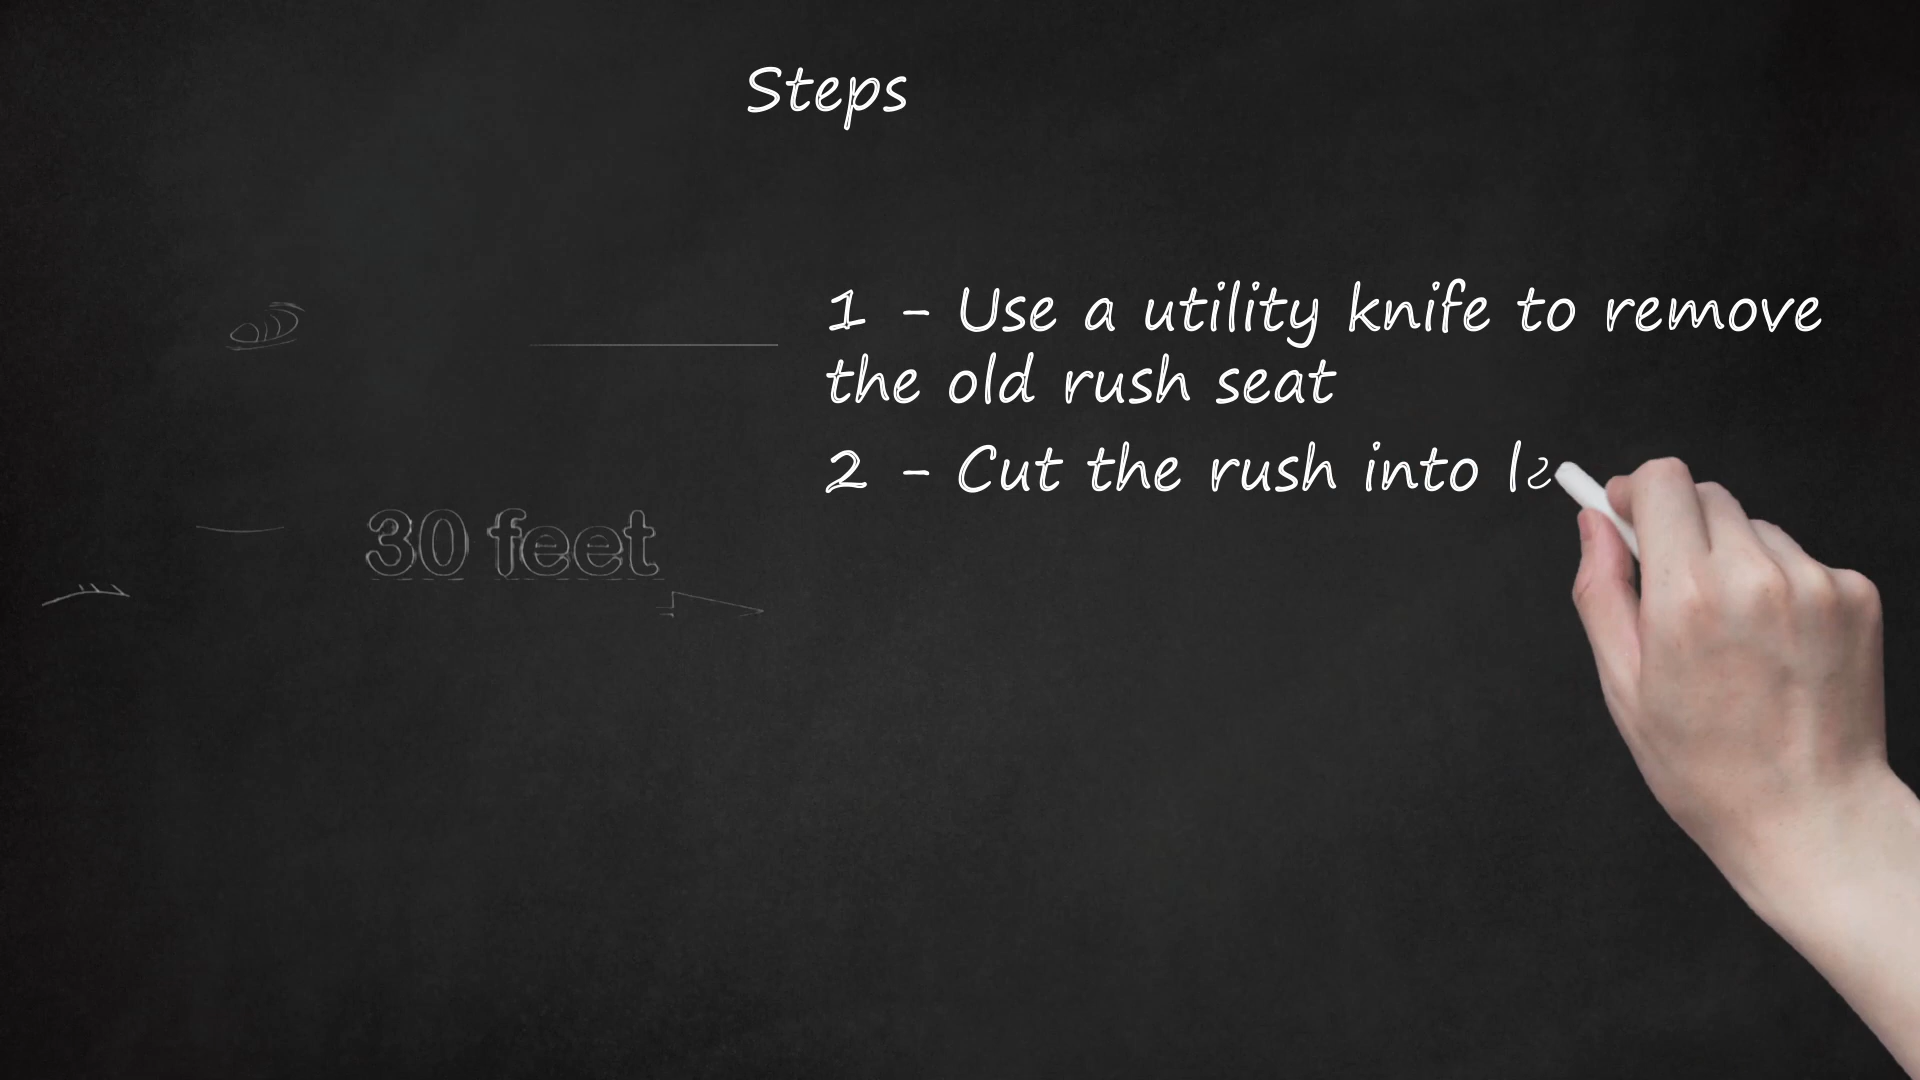 Steps
1 - Use a utility knife to remove
the old rush seat
2 - Cut the rush into
30 feet